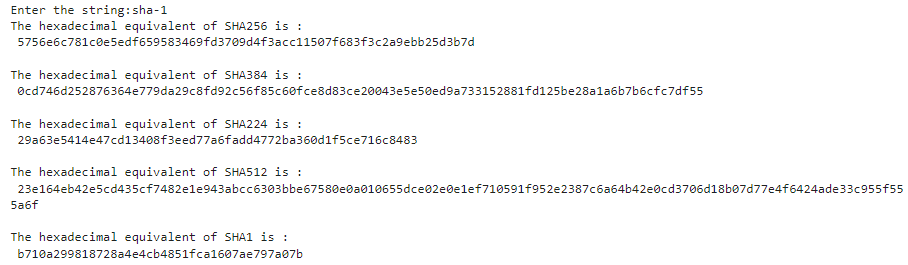 Enter the string:sha-1
The hexadecimal equivalent of SHA256 is :
5756e6c781c0e5edf659583469fd3709d4f3acc11507f683f3c2a9ebb25d3b7d
The hexadecimal equivalent of SHA384 is :
0cd746d252876364e779da29c8fd92c56f85c60fce8d83ce20043e5e50ed9a733152881fd125be28a1a6b7b6cfc7df55
The hexadecimal equivalent of SHA224 is :
29a63e5414e47cd13408f3eed77a6fadd4772ba360d1f5ce716c8483
The hexadecimal equivalent of SHA512 is :
23e164eb42e5cd435cf7482e1e943abcc6303bbe67580e0a010655dce02e0e1ef710591f952e2387c6a64b42e0cd3706d18b07d77e4f6424ade33c955f55
5a6f
The hexadecimal equivalent of SHA1 is :
b710a299818728a4e4cb4851fca1607ae797a07b